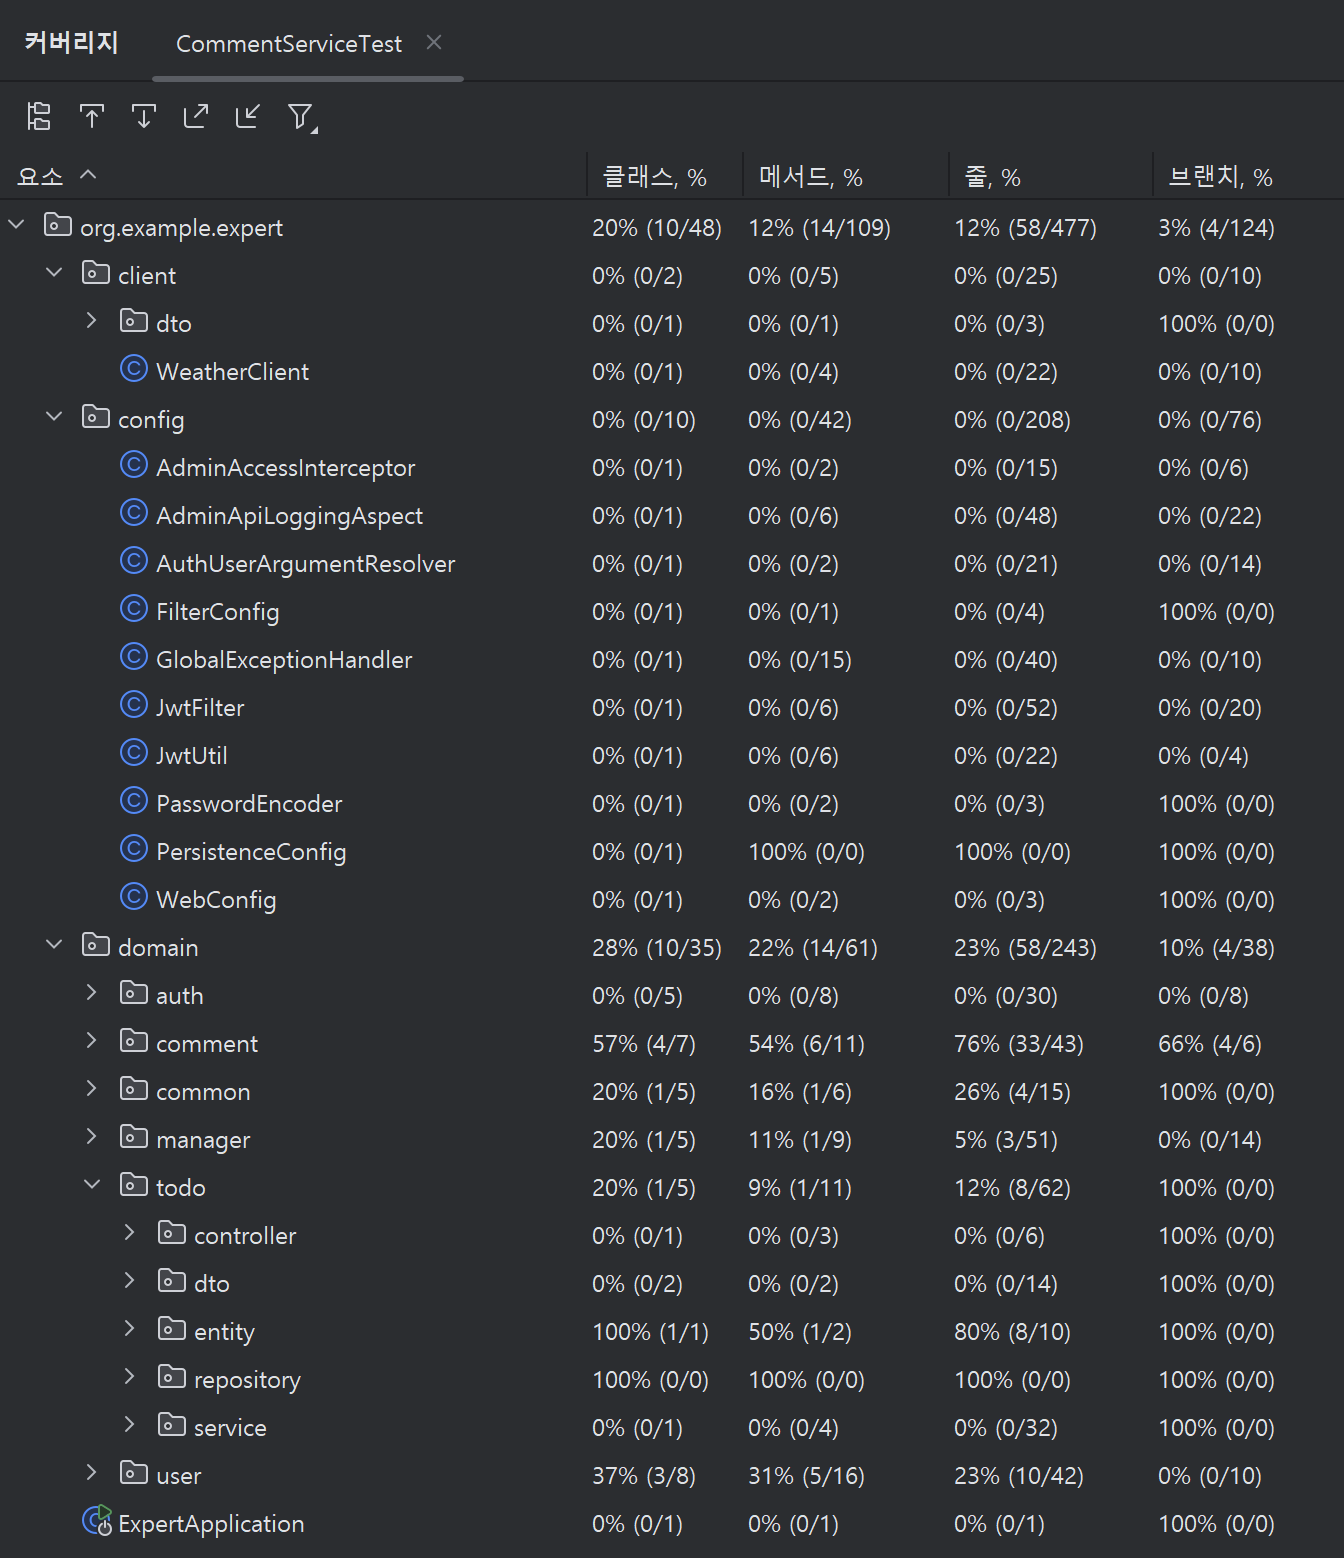 커버리지 CommentServiceTest
요소 클래스, % 메서드, % 줄, % 브랜치, %
org.example.expert 20% (10/48) 12% (14/109) 12% (58/477) 3% (4/124)
client 0% (0/2) 0% (0/5) 0% (0/25) 0% (0/10)
dto 0% (0/1) 0% (0/1) 0% (0/3) 100% (0/0)
WeatherClient 0% (0/1) 0% (0/4) 0% (0/22) 0% (0/10)
config 0% (0/10) 0% (0/42) 0% (0/208) 0% (0/76)
AdminAccessInterceptor 0% (0/1) 0% (0/2) 0% (0/15) 0% (0/6)
AdminApiLoggingAspect 0% (0/1) 0% (0/6) 0% (0/48) 0% (0/22)
AuthUserArgumentResolver 0% (0/1) 0% (0/2) 0% (0/21) 0% (0/14)
FilterConfig 0% (0/1) 0% (0/1) 0% (0/4) 100% (0/0)
GlobalExceptionHandler 0% (0/1) 0% (0/15) 0% (0/40) 0% (0/10)
JwtFilter 0% (0/1) 0% (0/6) 0% (0/52) 0% (0/20)
JwtUtil 0% (0/1) 0% (0/6) 0% (0/22) 0% (0/4)
PasswordEncoder 0% (0/1) 0% (0/2) 0% (0/3) 100% (0/0)
PersistenceConfig 0% (0/1) 100% (0/0) 100% (0/0) 100% (0/0)
WebConfig 0% (0/1) 0% (0/2) 0% (0/3) 100% (0/0)
domain 28% (10/35) 22% (14/61) 23% (58/243) 10% (4/38)
auth 0% (0/5) 0% (0/8) 0% (0/30) 0% (0/8)
comment 57% (4/7) 54% (6/11) 76% (33/43) 66% (4/6)
common 20% (1/5) 16% (1/6) 26% (4/15) 100% (0/0)
manager 20% (1/5) 11% (1/9) 5% (3/51) 0% (0/14)
todo 20% (1/5) 9% (1/11) 12% (8/62) 100% (0/0)
controller 0% (0/1) 0% (0/3) 0% (0/6) 100% (0/0)
dto 0% (0/2) 0% (0/2) 0% (0/14) 100% (0/0)
entity 100% (1/1) 50% (1/2) 80% (8/10) 100% (0/0)
repository 100% (0/0) 100% (0/0) 100% (0/0) 100% (0/0)
service 0% (0/1) 0% (0/4) 0% (0/32) 100% (0/0)
user 37% (3/8) 31% (5/16) 23% (10/42) 0% (0/10)
ExpertApplication 0% (0/1) 0% (0/1) 0% (0/1) 100% (0/0)